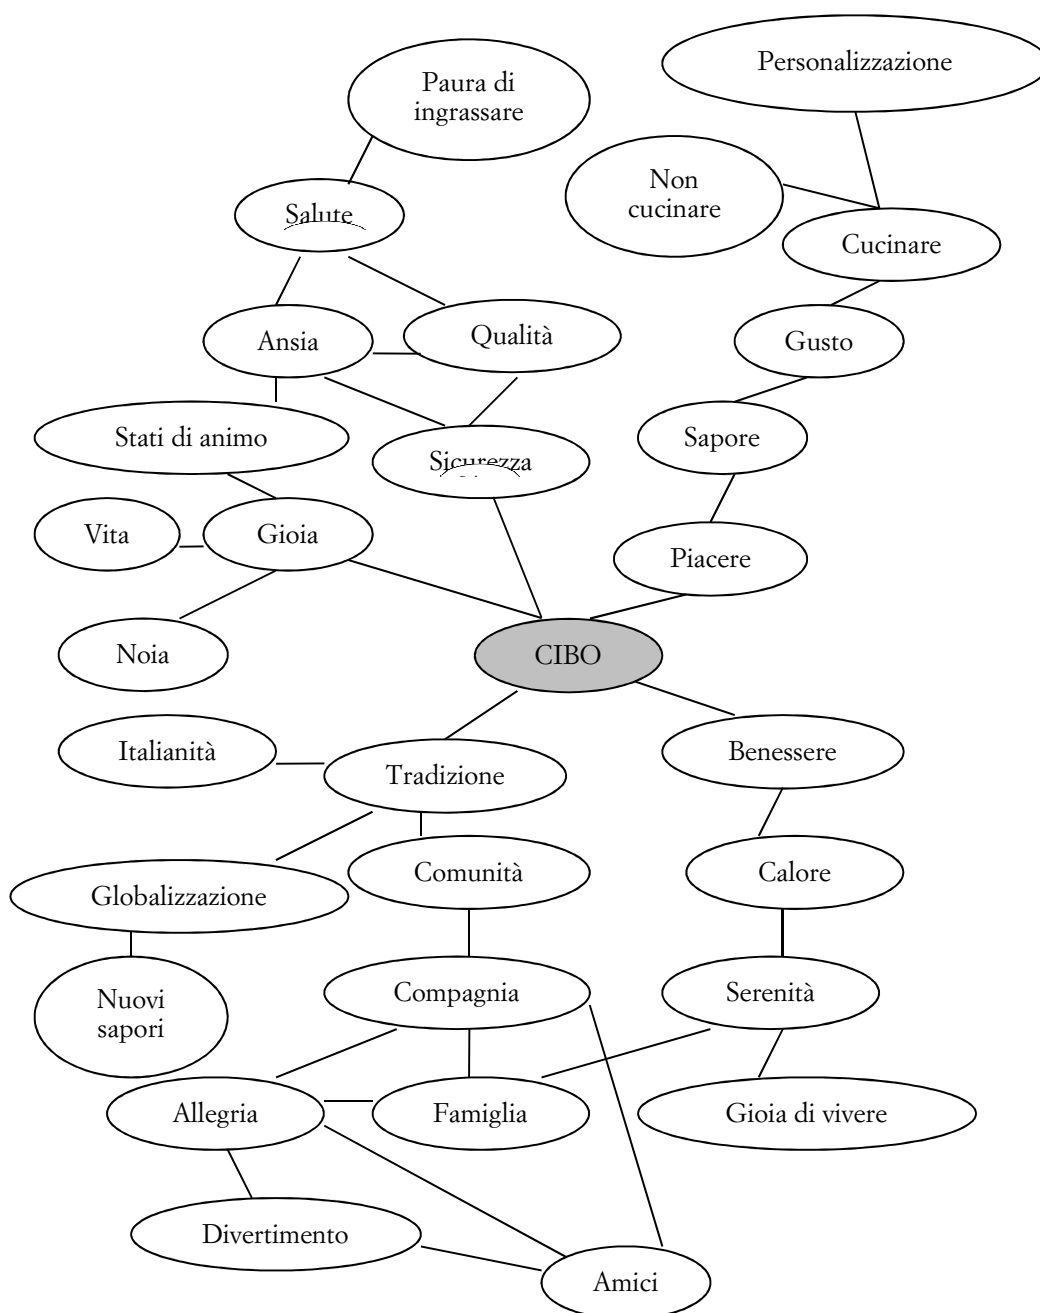 Personalizzazione
Paura di
ingrassare
Non
cucinare
Salute
Cucinare
Qualità
Ansia
Gusto
Stati di animo
Sapore
Sicurezza
Vita
Gioia
Piacere
Noia
CIBO
Italianità
Tradizione
Benessere
Comunità
Calore
Globalizzazione
Compagnia
Serenità
Nuovi
sapori
Allegria
Famiglia
Gioia di vivere
Divertimento
Amici